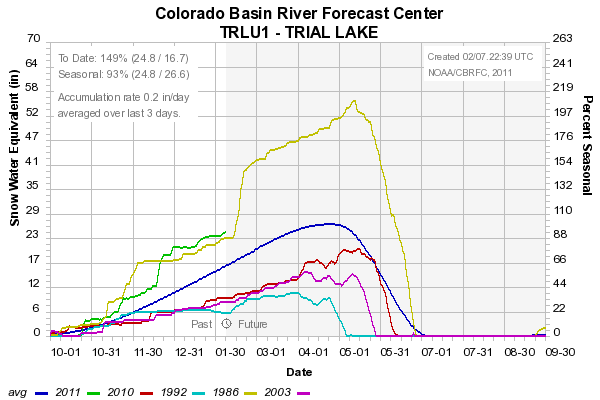 Colorado Basin River Forecast Center
TRLU1 - TRIAL LAKE
To Date: 149% (24.8 / 16.7)
Seasonal: 93% (24.8 / 26.6)
Accumulation rate 0.2 in/day
averaged over last 3 days.
Created 02/07.22:39 UTC
NOAA/CBRFC, 2011
Snow Water Equivalent (in)
70
64
58
52
47
41
35
29
23
17
12
6
0
Percent Seasonal
263
241
219
197
176
154
132
110
88
66
44
22
0
Past
Future
10-01 10-31 11-30 12-31 01-30 03-01 04-01 05-01 05-31 07-01 07-31 08-30 09-30
Date
avg 2011 2010 1992 1986 2003